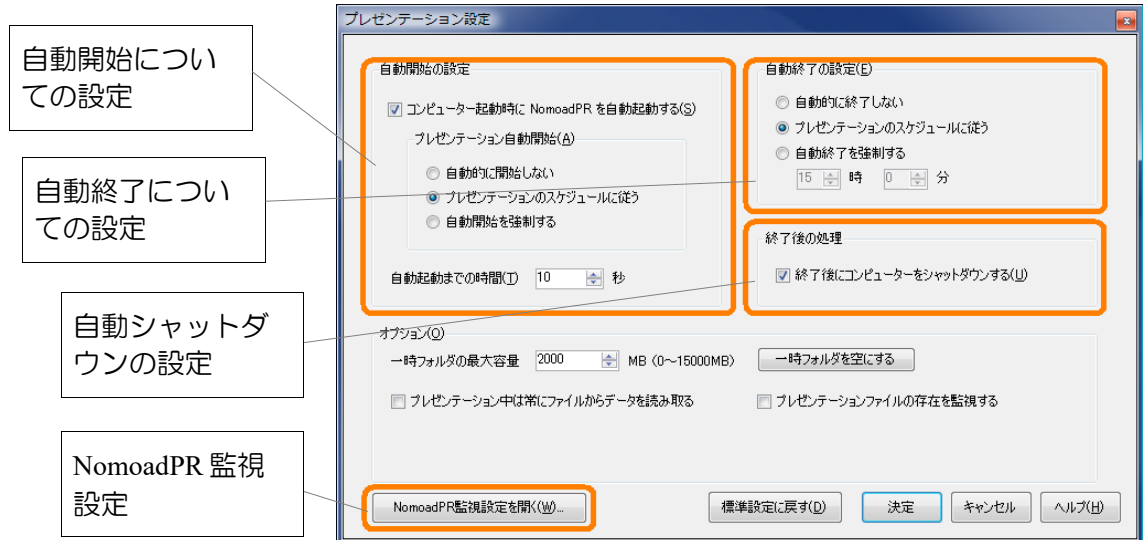 プレゼンテーション設定
自動開始につい
ての設定
自動終了につい
ての設定
自動シャットダ
ウンの設定
NomoadPR 監視
設定
自動開始の設定
コンピューター起動時に NomoadPR を自動起動する(S)
プレゼンテーション自動開始(A)
自動的に開始しない
プレゼンテーションのスケジュールに従う
自動開始を強制する
自動起動までの時間(T) 10 秒
自動終了の設定(E)
自動的に終了しない
プレゼンテーションのスケジュールに従う
自動終了を強制する
15 時 0 分
終了後の処理
終了後にコンピューターをシャットダウンする(U)
オプション(O)
一時フォルダの最大容量 2000 MB (0～15000MB) 一時フォルダを空にする
プレゼンテーション中は常にファイルからデータを読み取る プレゼンテーションファイルの存在を監視する
NomoadPR監視設定を開く(W)... 標準設定に戻す(D) 決定 キャンセル ヘルプ(H)